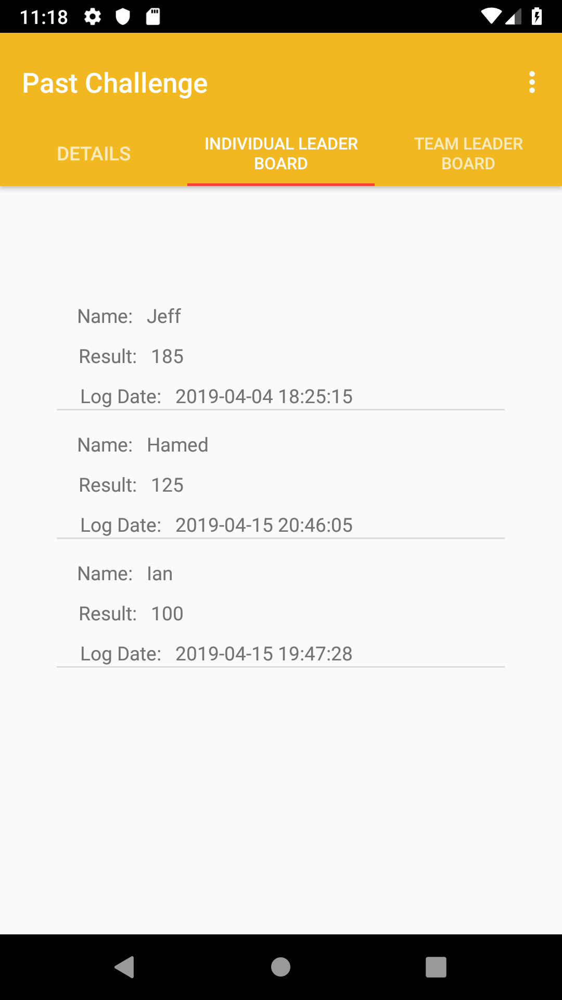 11:18
Past Challenge
DETAILS
INDIVIDUAL LEADER
BOARD
TEAM LEADER
BOARD
Name: Jeff
Result: 185
Log Date: 2019-04-04 18:25:15
Name: Hamed
Result: 125
Log Date: 2019-04-15 20:46:05
Name: Ian
Result: 100
Log Date: 2019-04-15 19:47:28